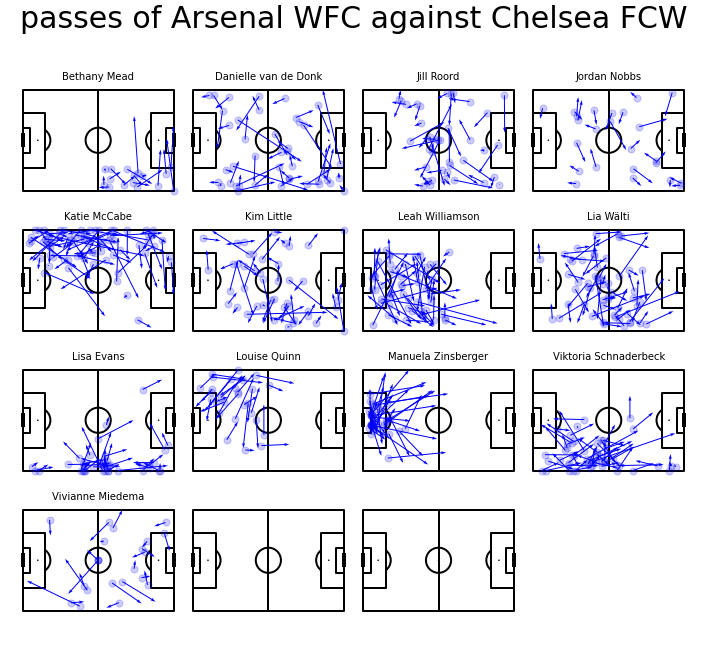 passes of Arsenal WFC against Chelsea FCW
Bethany Mead
Danielle van de Donk
Jill Roord
Jordan Nobbs
Katie McCabe
Kim Little
Leah Williamson
Lia Wälti
Lisa Evans
Louise Quinn
Manuela Zinsberger
Viktoria Schnaderbeck
Vivianne Miedema